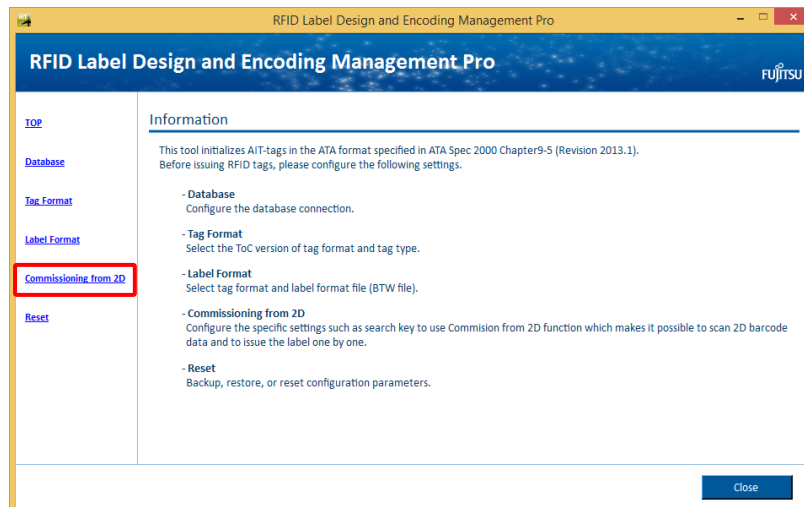 RFID Label Design and Encoding Management Pro
RFID Label Design and Encoding Management Pro
FUJITSU
TOP
Database
Tag Format
Label Format
Commissioning from 2D
Reset
Information
This tool initializes AIT-tags in the ATA format specified in ATA Spec 2000 Chapter9-5 (Revision 2013.1).
Before issuing RFID tags, please configure the following settings.
- Database
Configure the database connection.
- Tag Format
Select the ToC version of tag format and tag type.
- Label Format
Select tag format and label format file (BTW file).
- Commissioning from 2D
Configure the specific settings such as search key to use Commision from 2D function which makes it possible to scan 2D barcode
data and to issue the label one by one.
- Reset
Backup, restore, or reset configuration parameters.
Close